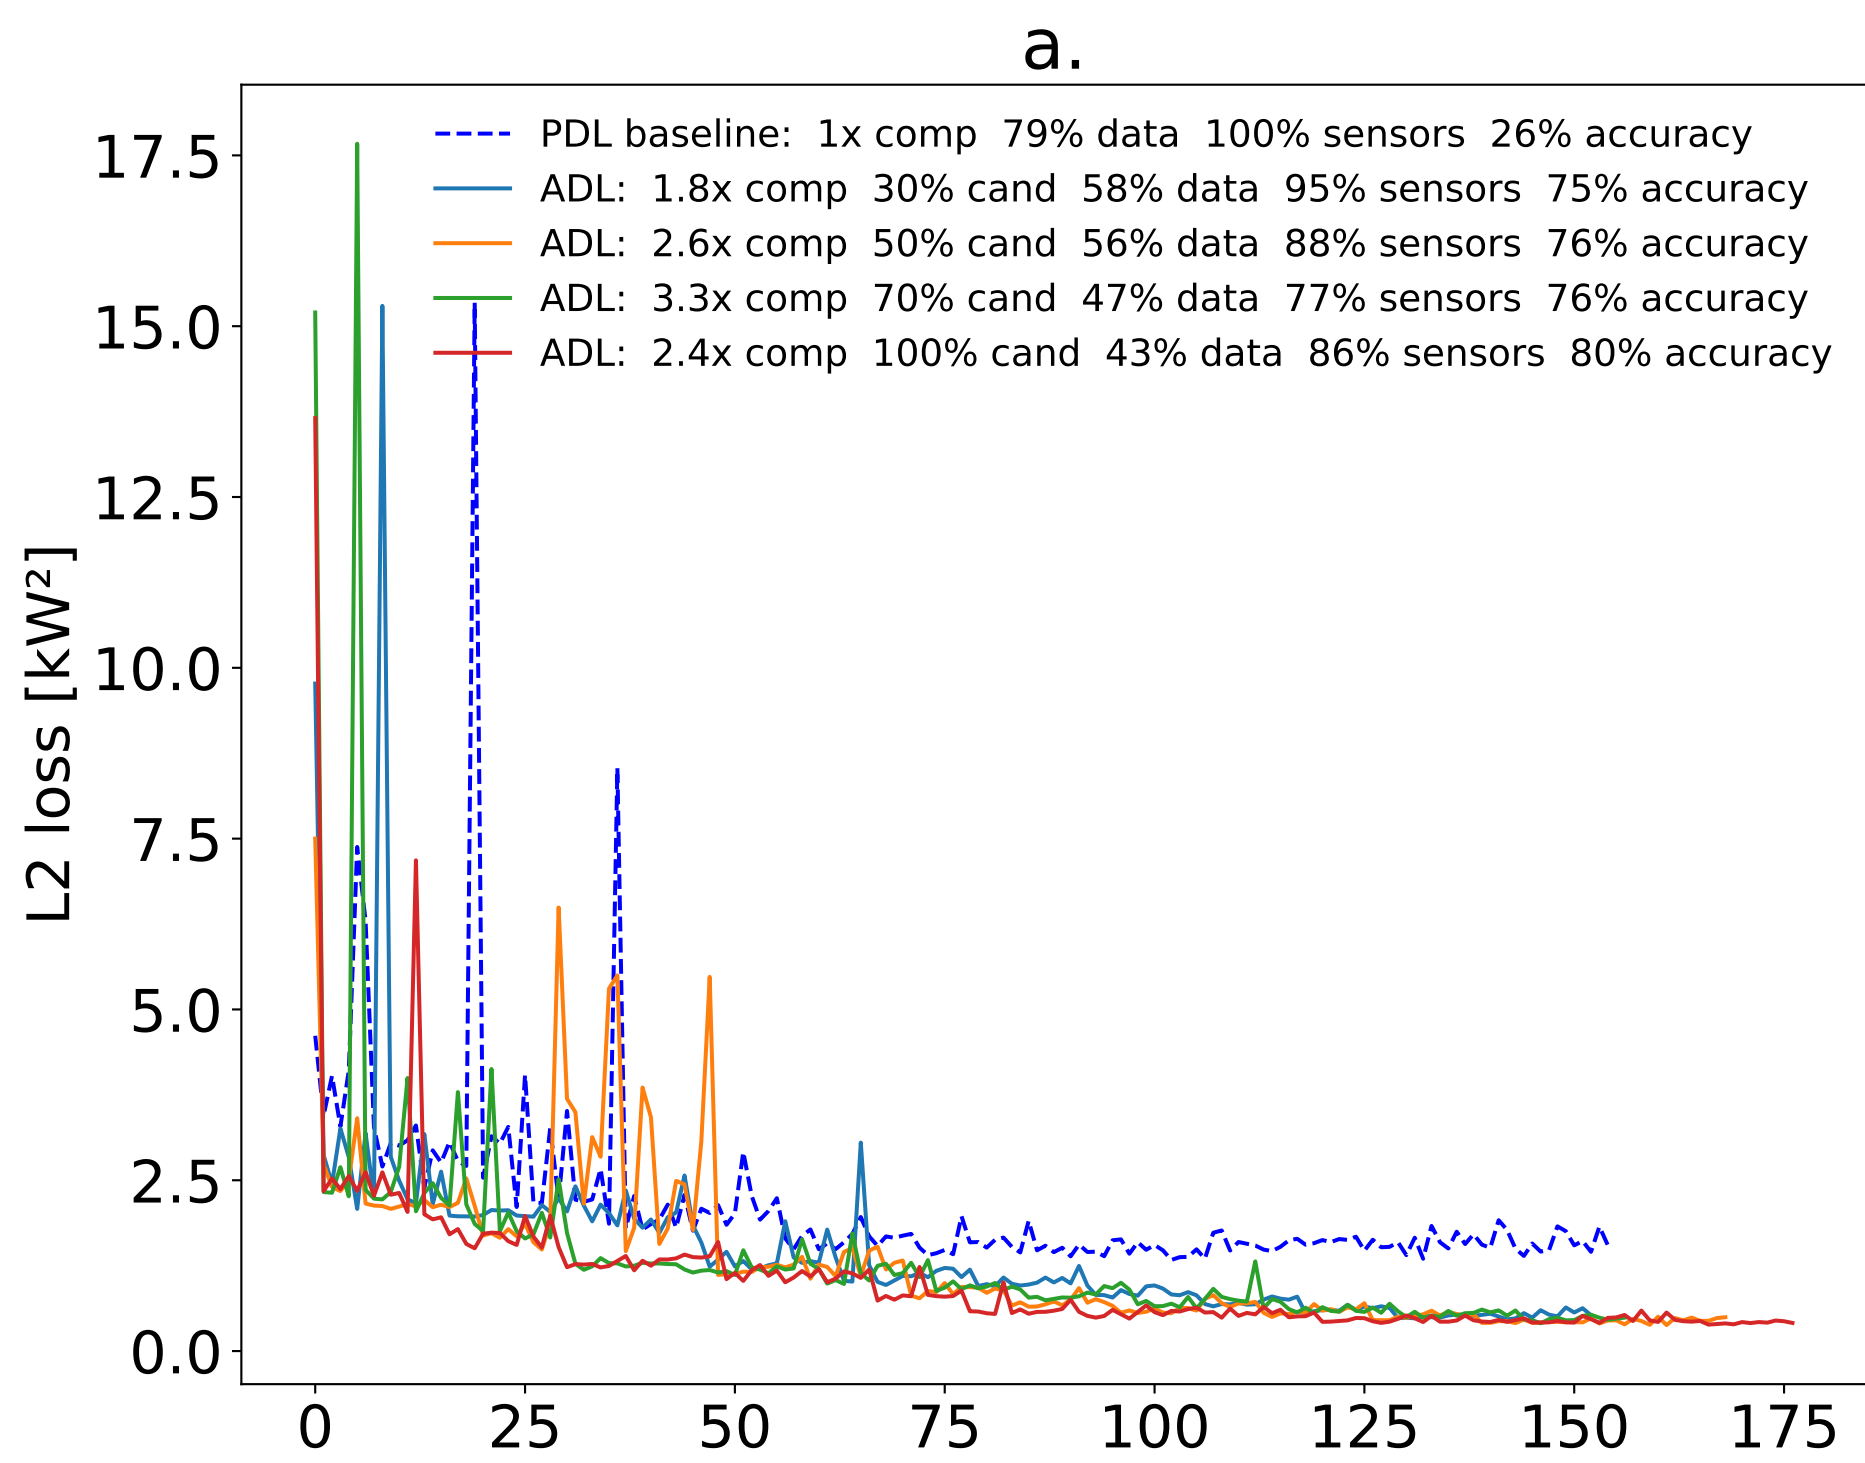 a.
PDL baseline: 1x comp 79% data 100% sensors 26% accuracy
ADL: 1.8x comp 30% cand 58% data 95% sensors 75% accuracy
ADL: 2.6x comp 50% cand 56% data 88% sensors 76% accuracy
ADL: 3.3x comp 70% cand 47% data 77% sensors 76% accuracy
ADL: 2.4x comp 100% cand 43% data 86% sensors 80% accuracy
L2 loss [kW²]
17.5
15.0
12.5
10.0
7.5
5.0
2.5
0.0
0 25 50 75 100 125 150 175